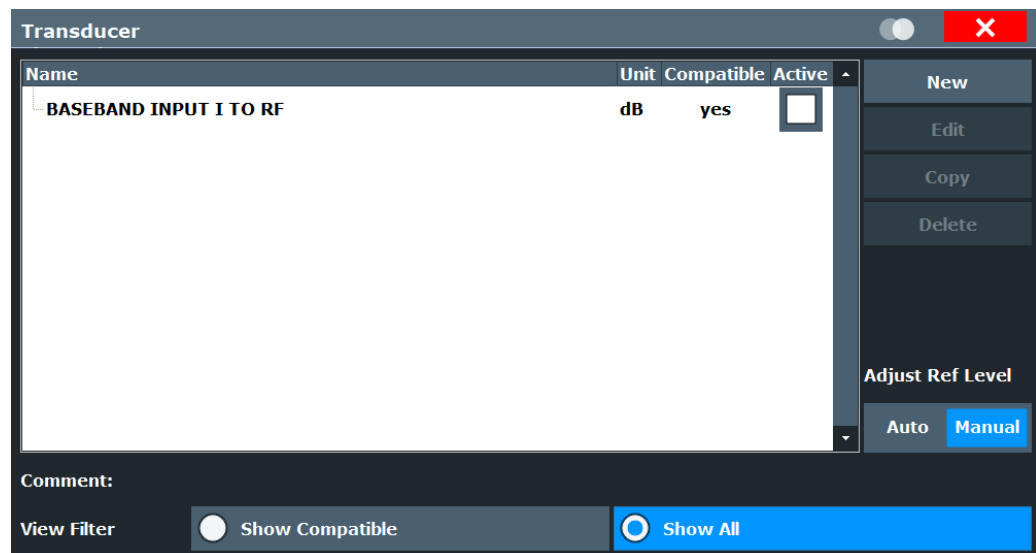 Transducer
Name Unit Compatible Active
New
BASEBAND INPUT I TO RF dB yes
Edit
Copy
Delete
Adjust Ref Level
Auto Manual
Comment:
View Filter Show Compatible Show All